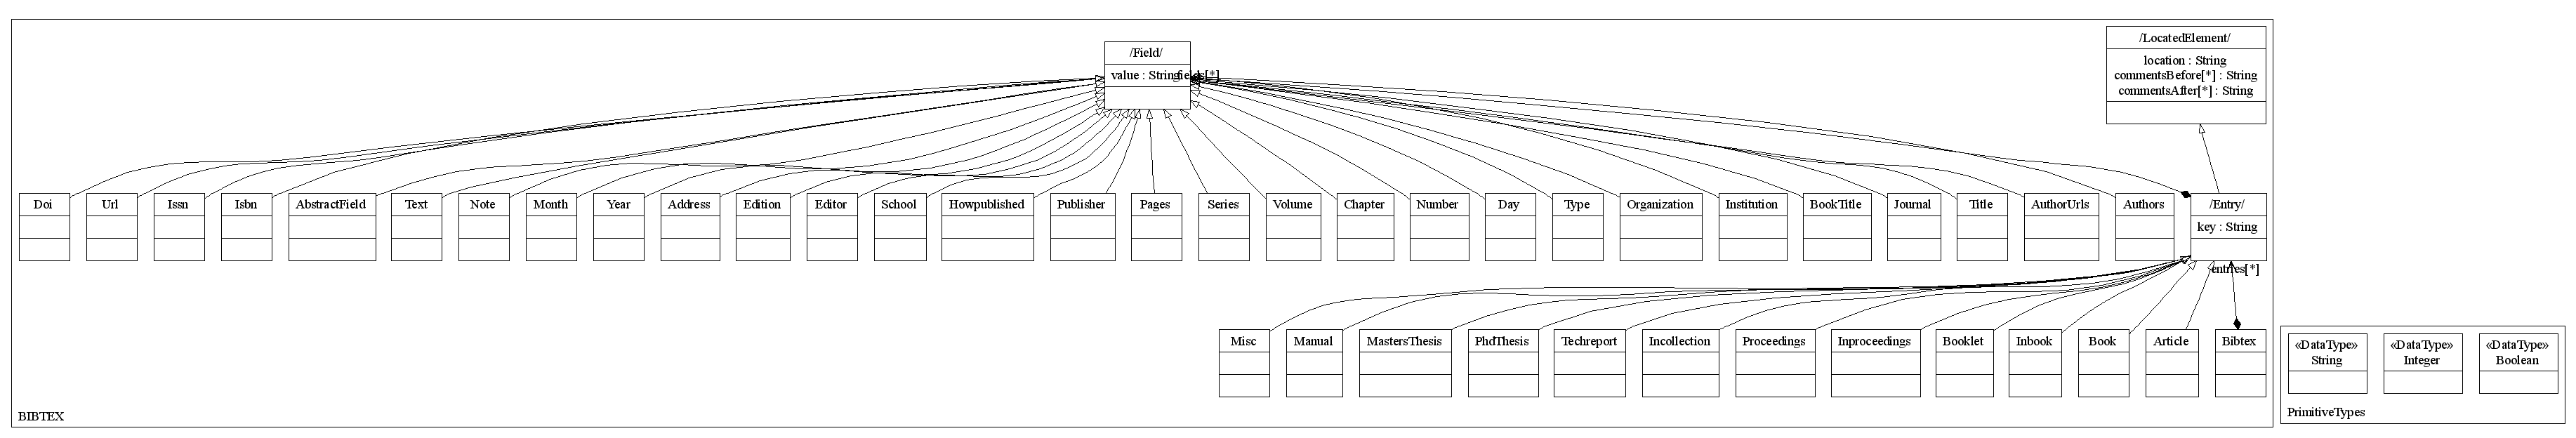 /Field/
value : String
fields[*]
/LocatedElement/
location : String
commentsBefore[*] : String
commentsAfter[*] : String
Doi
Url
Issn
Isbn
AbstractField
Text
Note
Month
Year
Address
Edition
Editor
School
Howpublished
Publisher
Pages
Series
Volume
Chapter
Number
Day
Type
Organization
Institution
BookTitle
Journal
Title
AuthorUrls
Authors
/Entry/
key : String
entries[*]
Misc
Manual
MastersThesis
PhdThesis
Techreport
Incollection
Proceedings
Inproceedings
Booklet
Inbook
Book
Article
Bibtex
BIBTEX
«DataType»
String
«DataType»
Integer
«DataType»
Boolean
PrimitiveTypes